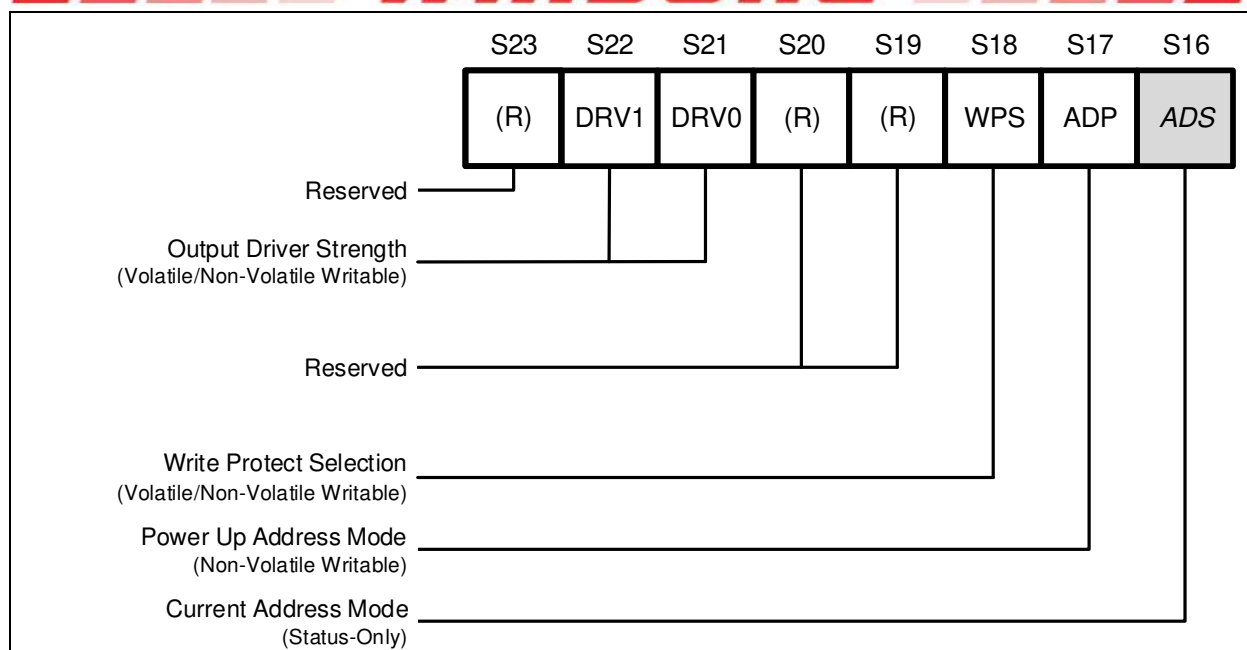 S23 S22 S21 S20 S19 S18 S17 S16
(R) DRV1 DRV0 (R) (R) WPS ADP ADS
Reserved
Output Driver Strength
(Volatile/Non-Volatile Writable)
Reserved
Write Protect Selection
(Volatile/Non-Volatile Writable)
Power Up Address Mode
(Non-Volatile Writable)
Current Address Mode
(Status-Only)